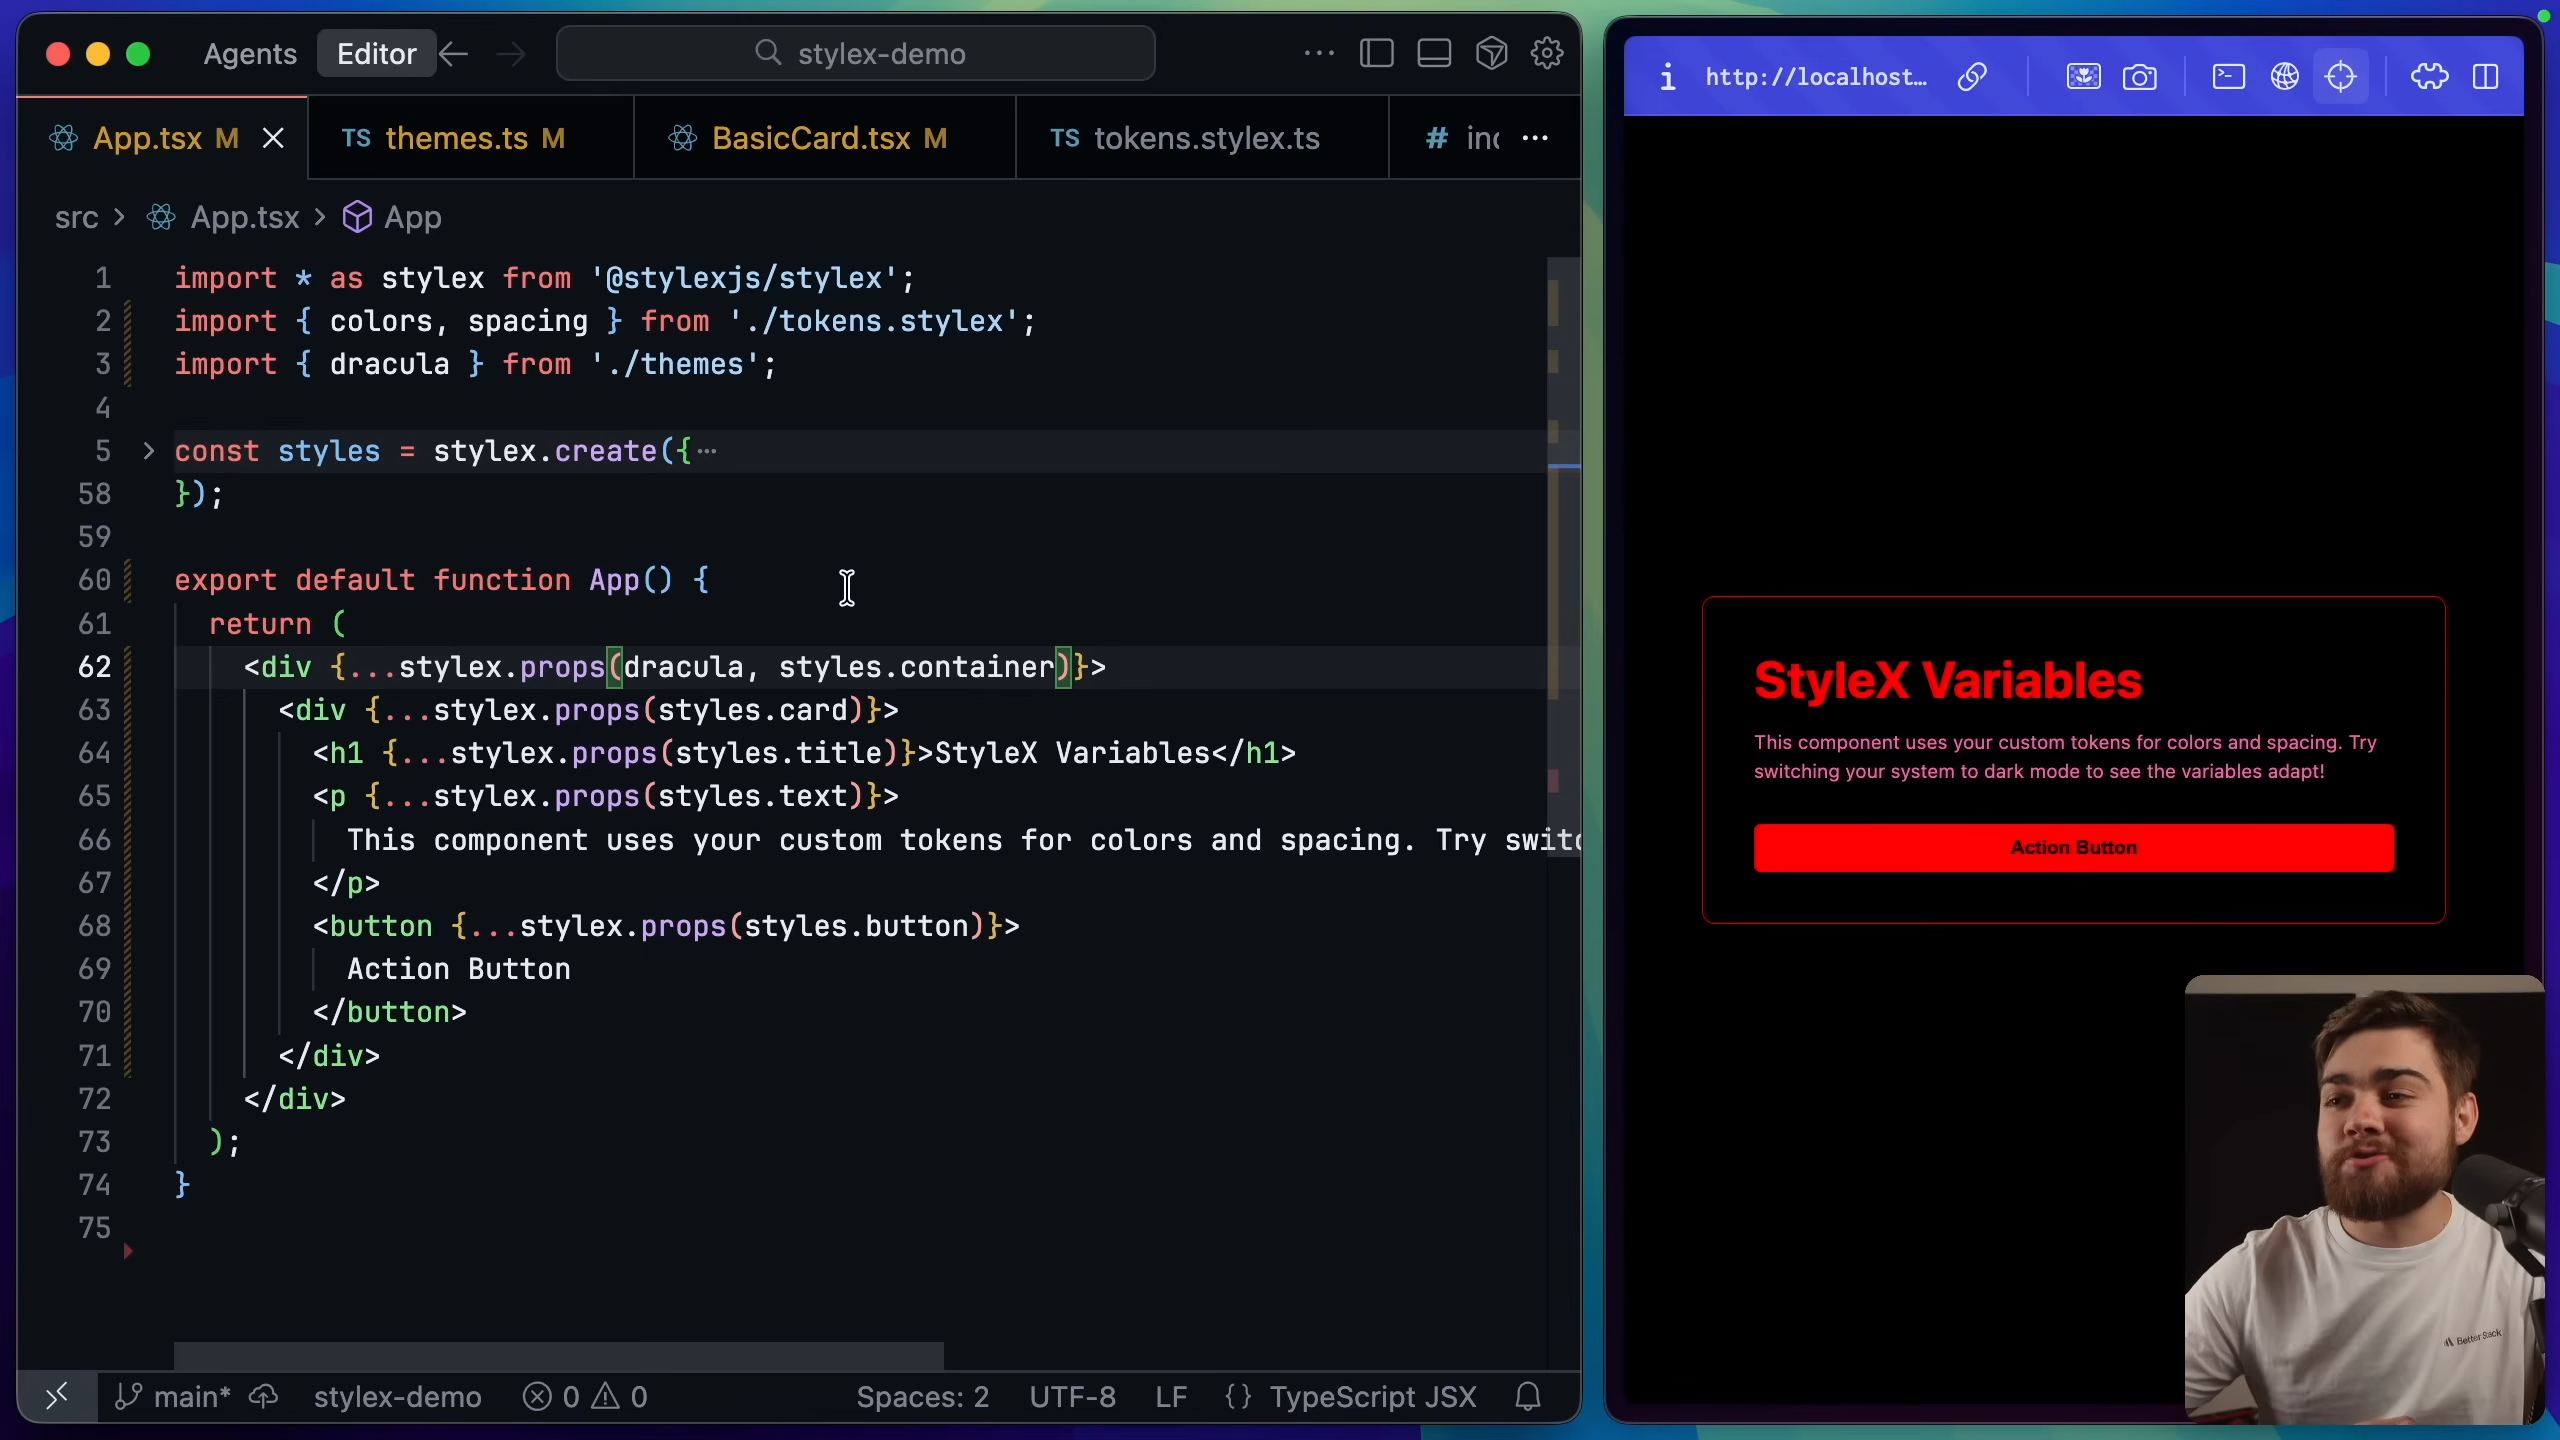 Agents Editor stylex-demo
App.tsx M themes.ts M BasicCard.tsx M tokens.stylex.ts
TS TS # 
src > App.tsx > App
1 import * as stylex from '@stylexjs/stylex';
2 import { colors, spacing } from './tokens.stylex';
3 import { dracula } from './themes';
4
5 const styles = stylex.create({⋯
58 });
59
60 export default function App() {
61 return (
62 <div {...stylex.props(dracula, styles.container)}>
63 <div {...stylex.props(styles.card)}>
64 <h1 {...stylex.props(styles.title)}>StyleX Variables</h1>
65 <p {...stylex.props(styles.text)}>
66 This component uses your custom tokens for colors and spacing. Try switc
67 </p>
68 <button {...stylex.props(styles.button)}>
69 Action Button
70 </button>
71 </div>
72 </div>
73 );
74 }
75
main* stylex-demo 0 0 Spaces: 2 UTF-8 LF {} TypeScript JSX
http://localhost…
StyleX Variables
This component uses your custom tokens for colors and spacing. Try
switching your system to dark mode to see the variables adapt!
Action Button
Better Stack